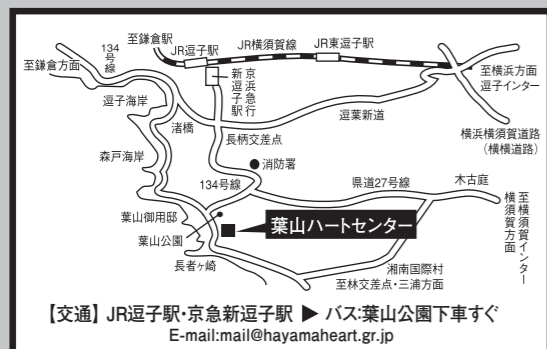 至鎌倉駅
134号線
JR逗子駅
JR横須賀線
JR東逗子駅
至鎌倉方面
京浜急行
新逗子駅
至横浜方面
逗子インター
逗子海岸
渚橋
逗葉新道
長柄交差点
横浜横須賀道路
(横横道路)
森戸海岸
●消防署
134号線
県道27号線
木古庭
至横須賀インター
横須賀方面
葉山御用邸
葉山公園
葉山ハートセンター
長者ヶ崎
湘南国際村
至林交差点・三浦方面
【交通】JR逗子駅・京急新逗子駅 ▶ バス:葉山公園下車すぐ
E-mail:mail@hayamaheart.gr.jp